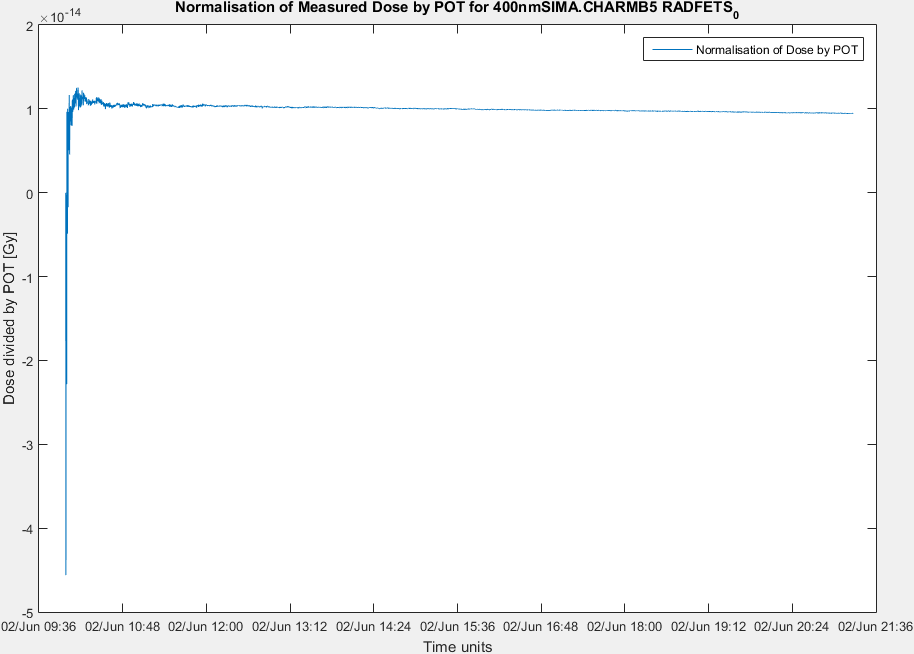 Normalisation of Measured Dose by POT for 400nmSIMA.CHARMB5 RADFETS_0
×10^-14
Normalisation of Dose by POT
2
1
0
-1
-2
-3
-4
-5
Dose divided by POT [Gy]
02/Jun 09:36 02/Jun 10:48 02/Jun 12:00 02/Jun 13:12 02/Jun 14:24 02/Jun 15:36 02/Jun 16:48 02/Jun 18:00 02/Jun 19:12 02/Jun 20:24 02/Jun 21:36
Time units